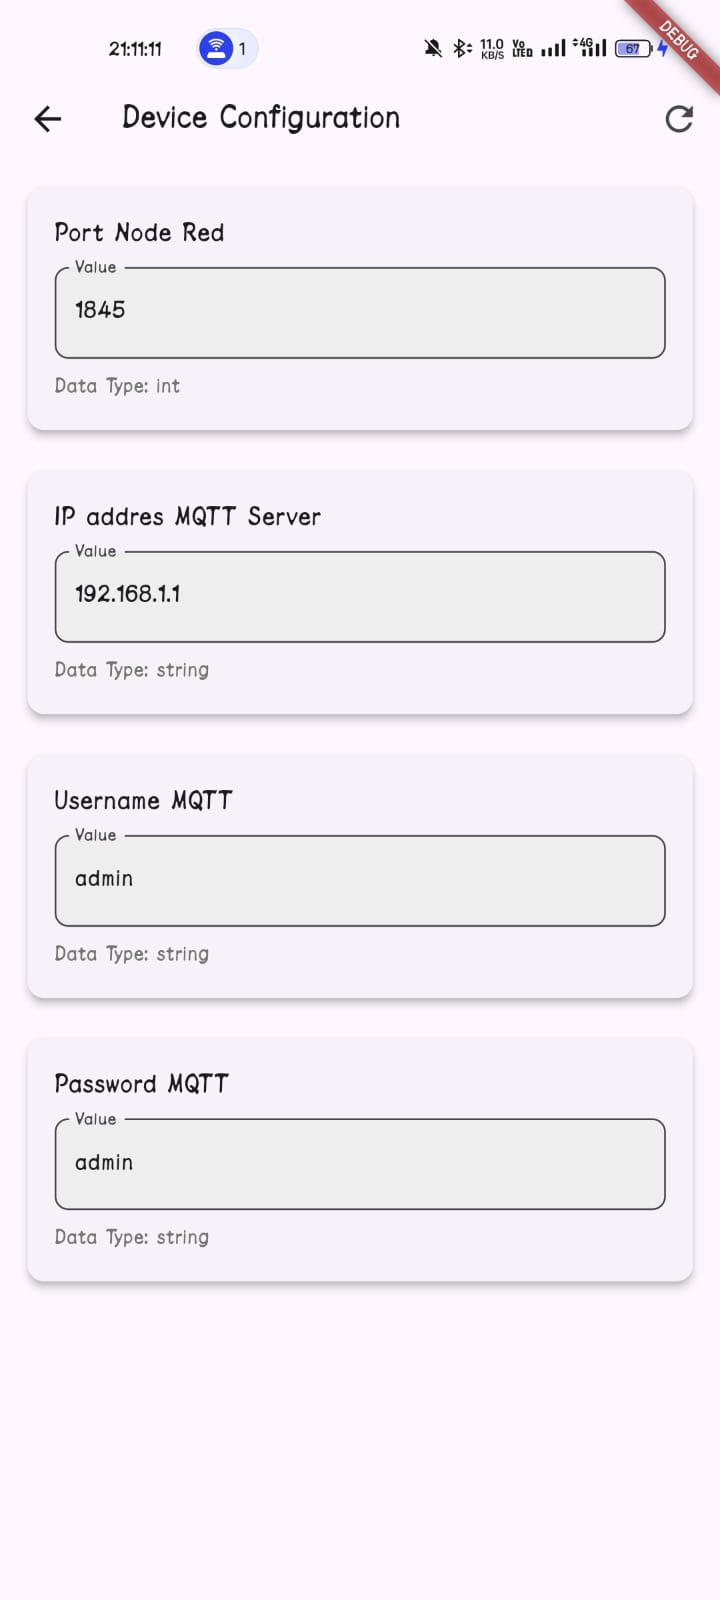 21:11:11 1 11.0 KB/S Vo LTED 4G 67
DEBUG
Device Configuration
Port Node Red
Value
1845
Data Type: int
IP addres MQTT Server
Value
192.168.1.1
Data Type: string
Username MQTT
Value
admin
Data Type: string
Password MQTT
Value
admin
Data Type: string